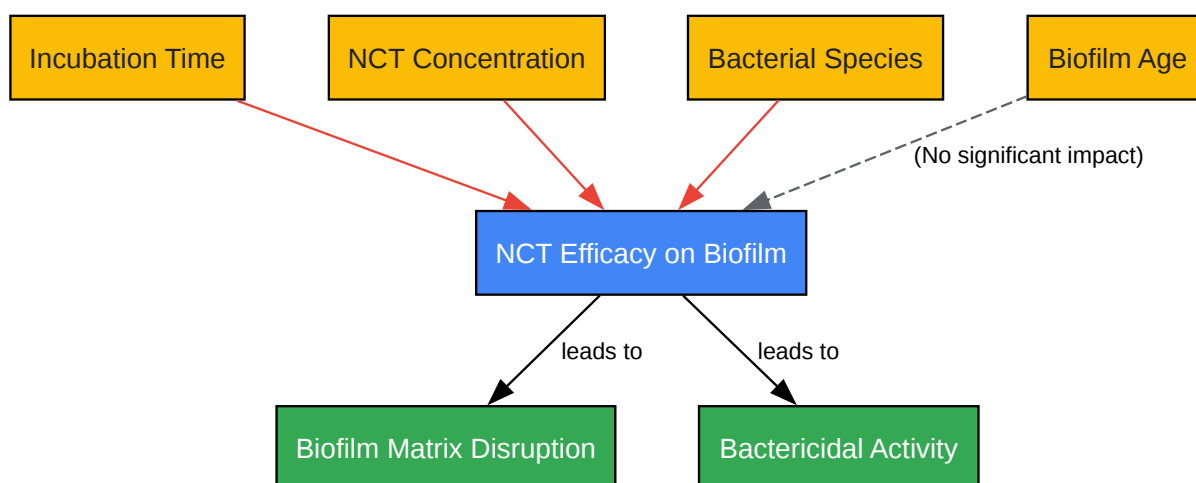 Incubation Time
NCT Concentration
Bacterial Species
Biofilm Age
(No significant impact)
NCT Efficacy on Biofilm
leads to
leads to
Biofilm Matrix Disruption
Bactericidal Activity